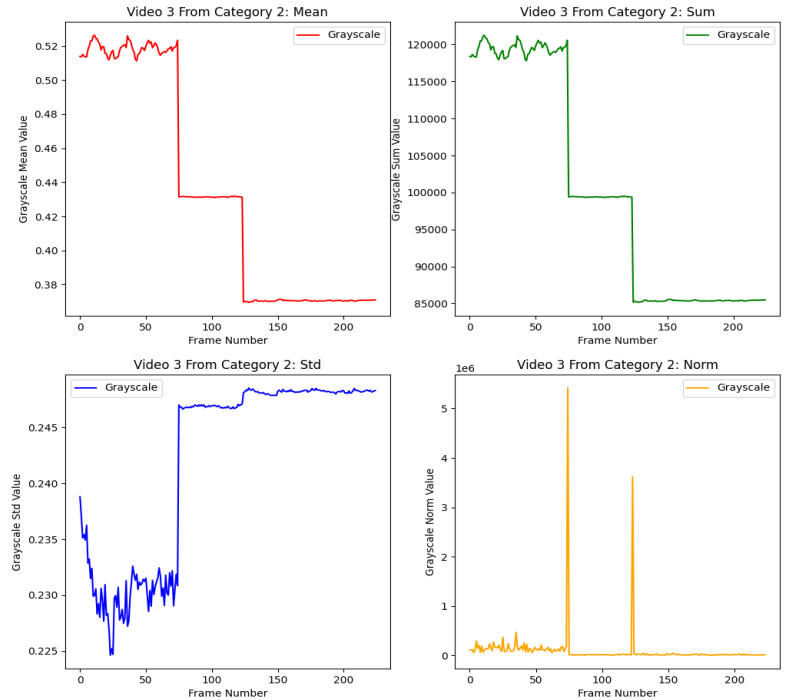 Video 3 From Category 2: Mean
Grayscale
Grayscale Mean Value
0.52
0.50
0.48
0.46
0.44
0.42
0.40
0.38
0
50
100
150
200
Frame Number
Video 3 From Category 2: Sum
Grayscale
Grayscale Sum Value
120000
115000
110000
105000
100000
95000
90000
85000
0
50
100
150
200
Frame Number
Video 3 From Category 2: Std
Grayscale
Grayscale Std Value
0.245
0.240
0.235
0.230
0.225
0
50
100
150
200
Frame Number
Video 3 From Category 2: Norm
1e6
Grayscale
Grayscale Norm Value
5
4
3
2
1
0
0
50
100
150
200
Frame Number